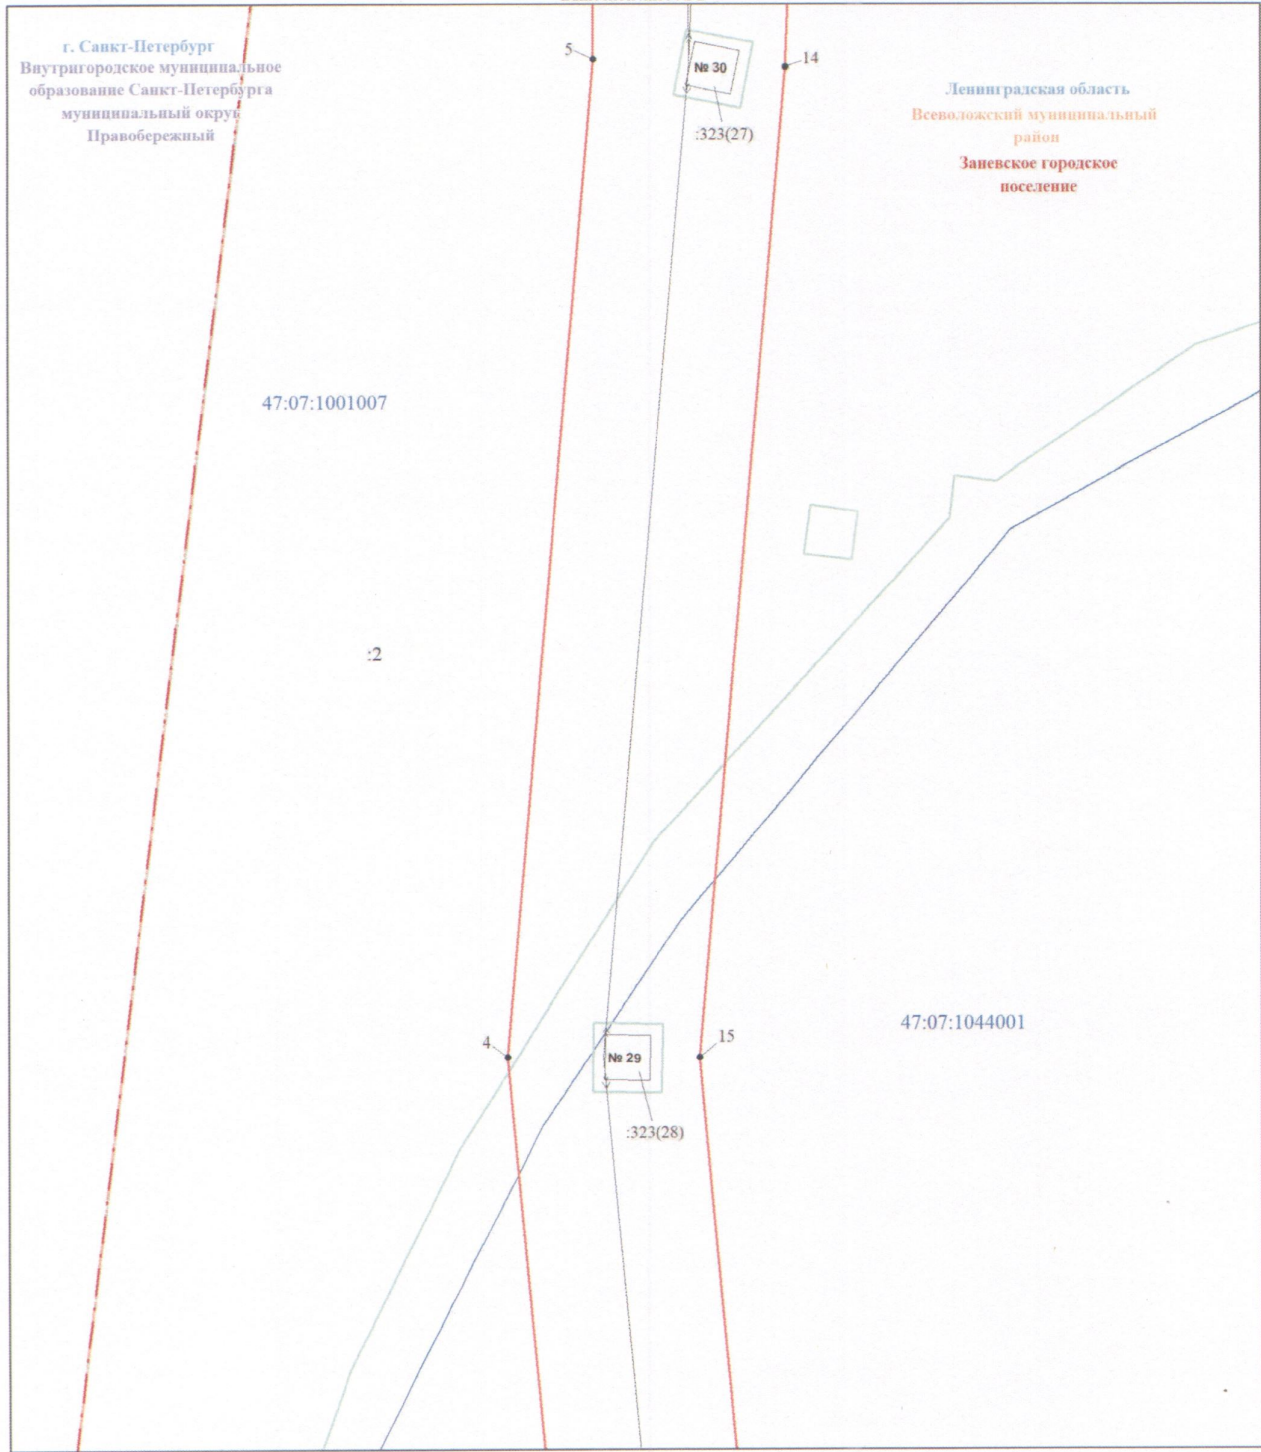 г. Санкт-Петербург
Внутригородское муниципальное
образование Санкт-Петербурга
муниципальный округ
Правобережный
5
№ 30
14
:323(27)
Ленинградская область
Всеволожский муниципальный
район
Заневское городское
поселение
47:07:1001007
:2
47:07:1044001
4
№ 29
15
:323(28)